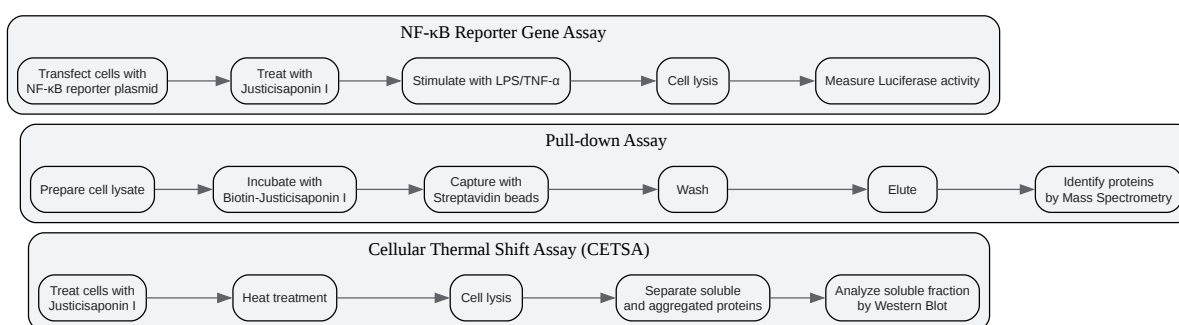 NF-κB Reporter Gene Assay
Transfect cells with
NF-κB reporter plasmid
Treat with
Justicisaponin I
Stimulate with LPS/TNF-α
Cell lysis
Measure Luciferase activity
Pull-down Assay
Prepare cell lysate
Incubate with
Biotin-Justicisaponin I
Capture with
Streptavidin beads
Wash
Elute
Identify proteins
by Mass Spectrometry
Cellular Thermal Shift Assay (CETSA)
Treat cells with
Justicisaponin I
Heat treatment
Cell lysis
Separate soluble
and aggregated proteins
Analyze soluble fraction
by Western Blot